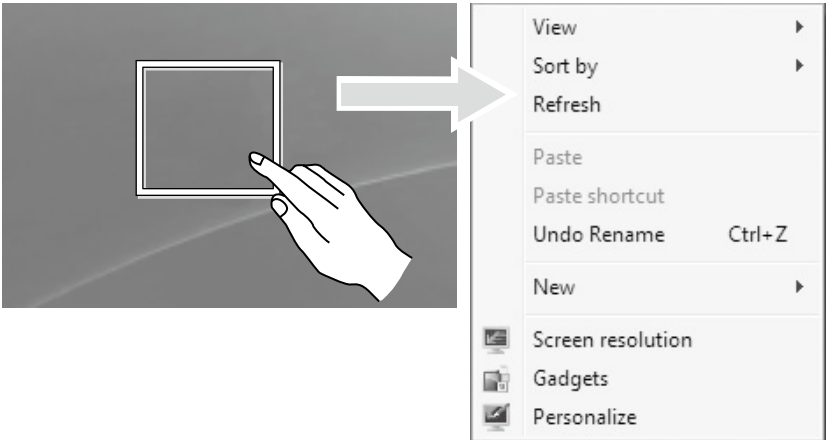 View
Sort by
Refresh
Paste
Paste shortcut
Undo Rename Ctrl+Z
New
Screen resolution
Gadgets
Personalize